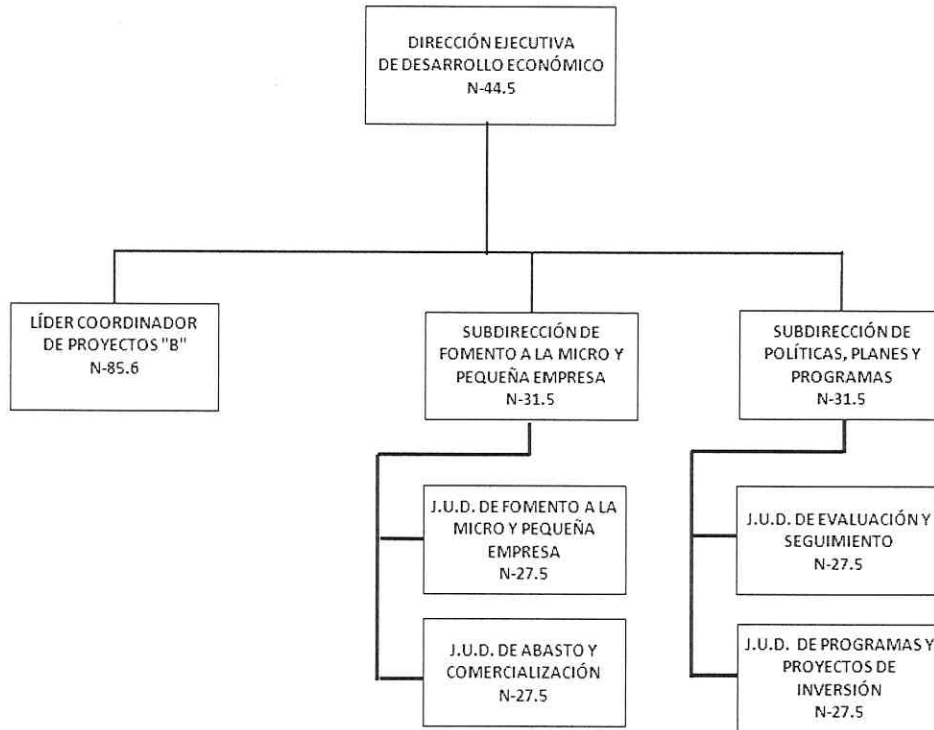 DIRECCIÓN EJECUTIVA
DE DESARROLLO ECONÓMICO
N-44.5
LÍDER COORDINADOR
DE PROYECTOS "B"
N-85.6
SUBDIRECCIÓN DE
FOMENTO A LA MICRO Y
PEQUEÑA EMPRESA
N-31.5
SUBDIRECCIÓN DE
POLÍTICAS, PLANES Y
PROGRAMAS
N-31.5
J.U.D. DE FOMENTO A LA
MICRO Y PEQUEÑA
EMPRESA
N-27.5
J.U.D. DE EVALUACIÓN Y
SEGUIMIENTO
N-27.5
J.U.D. DE ABASTO Y
COMERCIALIZACIÓN
N-27.5
J.U.D. DE PROGRAMAS Y
PROYECTOS DE
INVERSIÓN
N-27.5